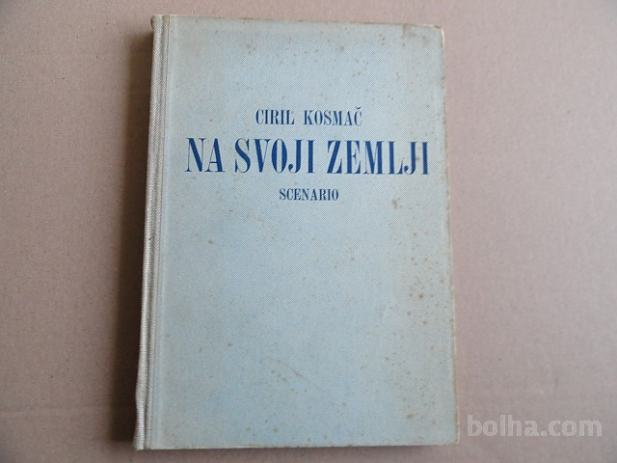 CIRIL KOSMAČ
NA SVOJI ZEMLJI
SCENARIO
bolha.com